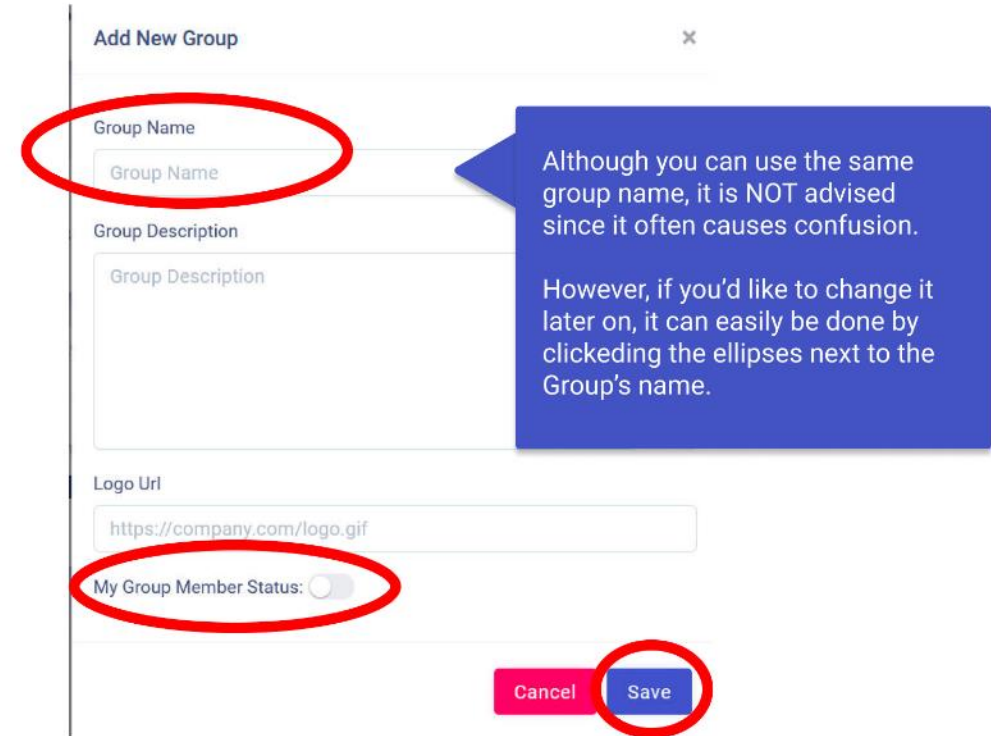 Add New Group ×
Group Name
Group Name
Although you can use the same
group name, it is NOT advised
since it often causes confusion.
However, if you'd like to change it
later on, it can easily be done by
clickeding the ellipses next to the
Group's name.
Group Description
Group Description
Logo Url
https://company.com/logo.gif
My Group Member Status:
Cancel Save